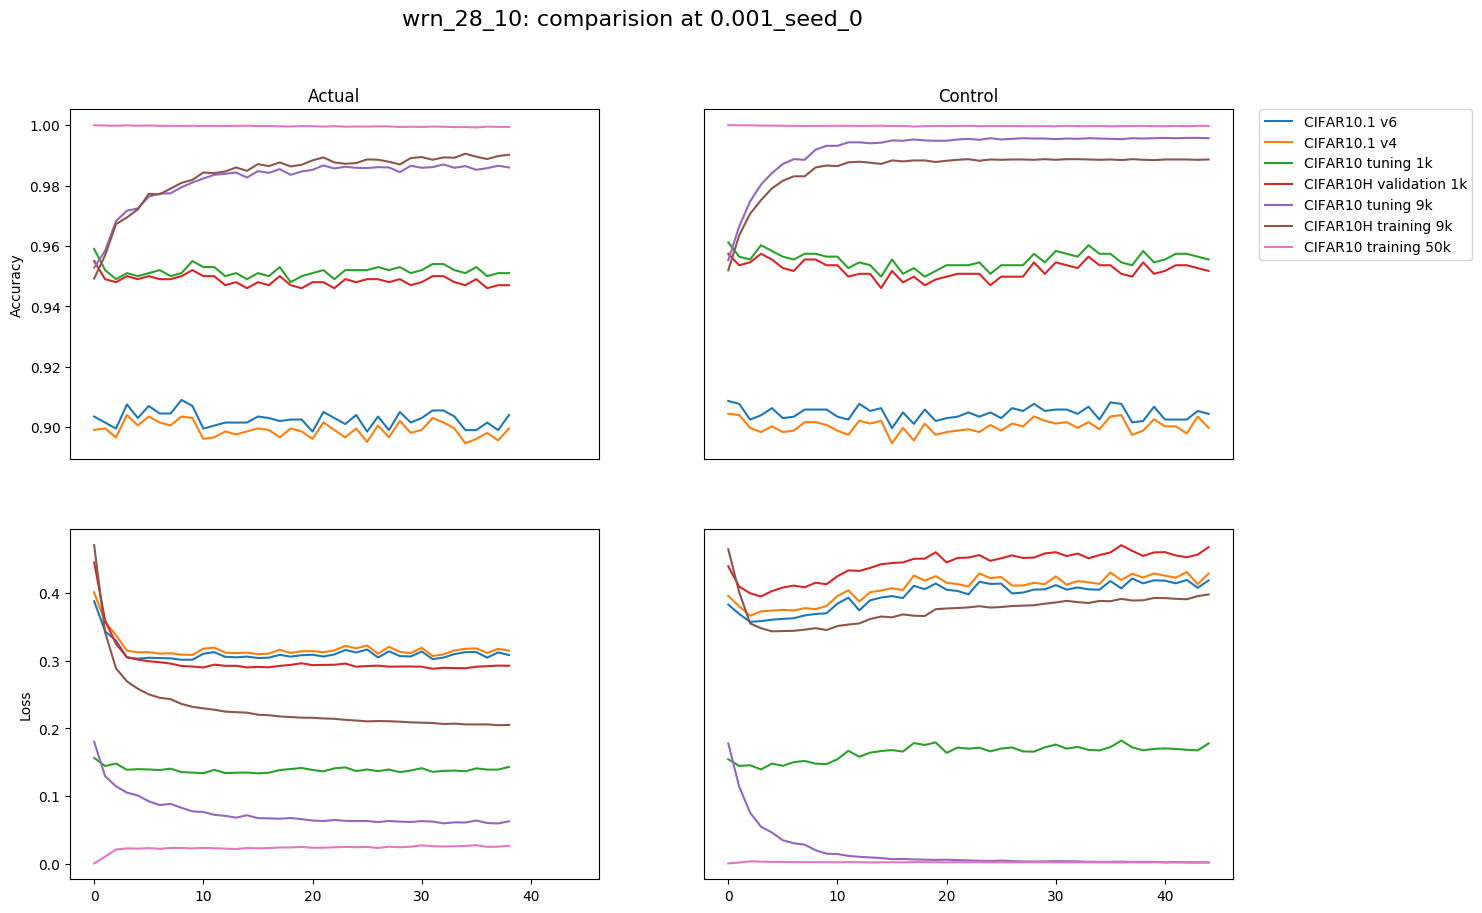 wrn_28_10: comparision at 0.001_seed_0
Actual
Control
1.00
0.98
0.96
0.94
0.92
0.90
Accuracy
CIFAR10.1 v6
CIFAR10.1 v4
CIFAR10 tuning 1k
CIFAR10H validation 1k
CIFAR10 tuning 9k
CIFAR10H training 9k
CIFAR10 training 50k
0.4
0.3
0.2
0.1
0.0
Loss
0 10 20 30 40
0 10 20 30 40